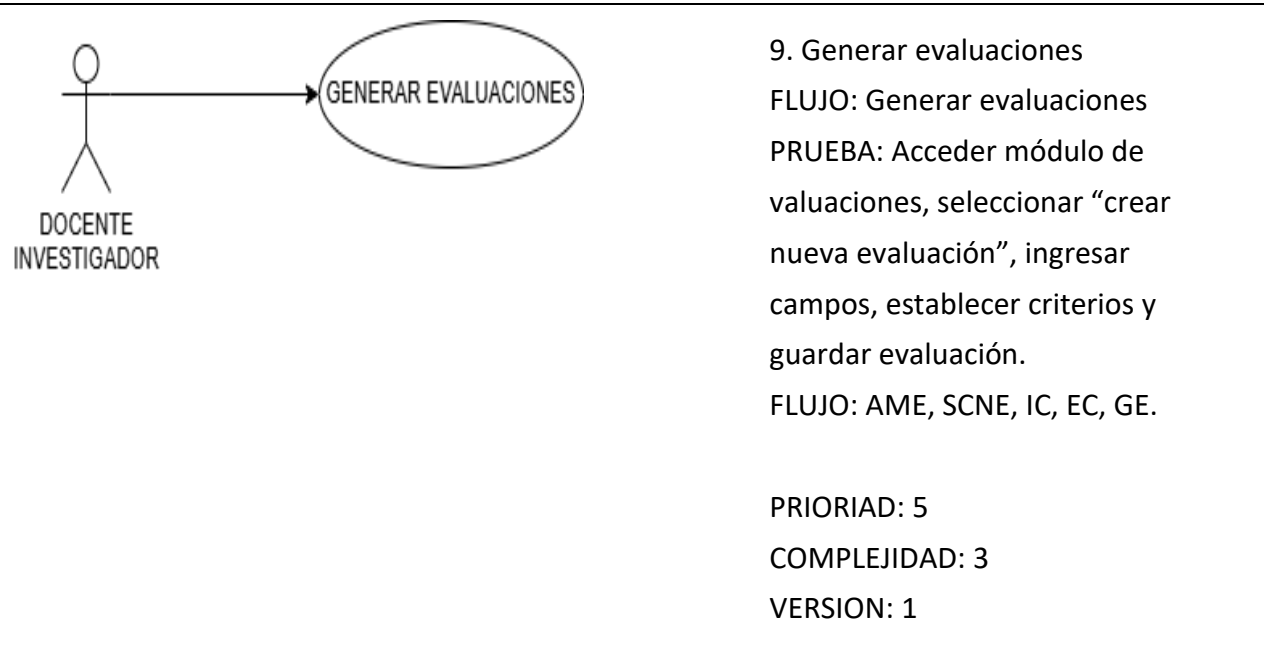 GENERAR EVALUACIONES
DOCENTE
INVESTIGADOR
9. Generar evaluaciones
FLUJO: Generar evaluaciones
PRUEBA: Acceder módulo de
valuaciones, seleccionar “crear
nueva evaluación”, ingresar
campos, establecer criterios y
guardar evaluación.
FLUJO: AME, SCNE, IC, EC, GE.
PRIORIAD: 5
COMPLEJIDAD: 3
VERSION: 1